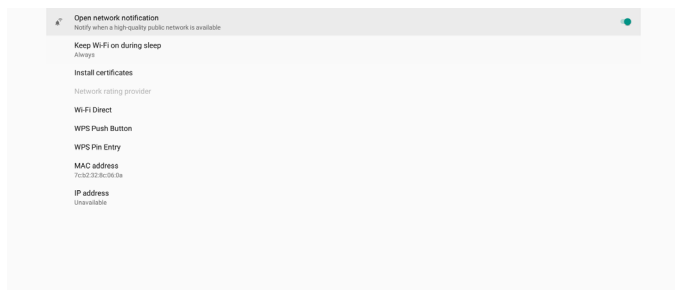 Open network notification
Notify when a high-quality public network is available
Keep Wi-Fi on during sleep
Always
Install certificates
Network rating provider
Wi-Fi Direct
WPS Push Button
WPS Pin Entry
MAC address
7c:b2:32:8c:06:0a
IP address
Unavailable